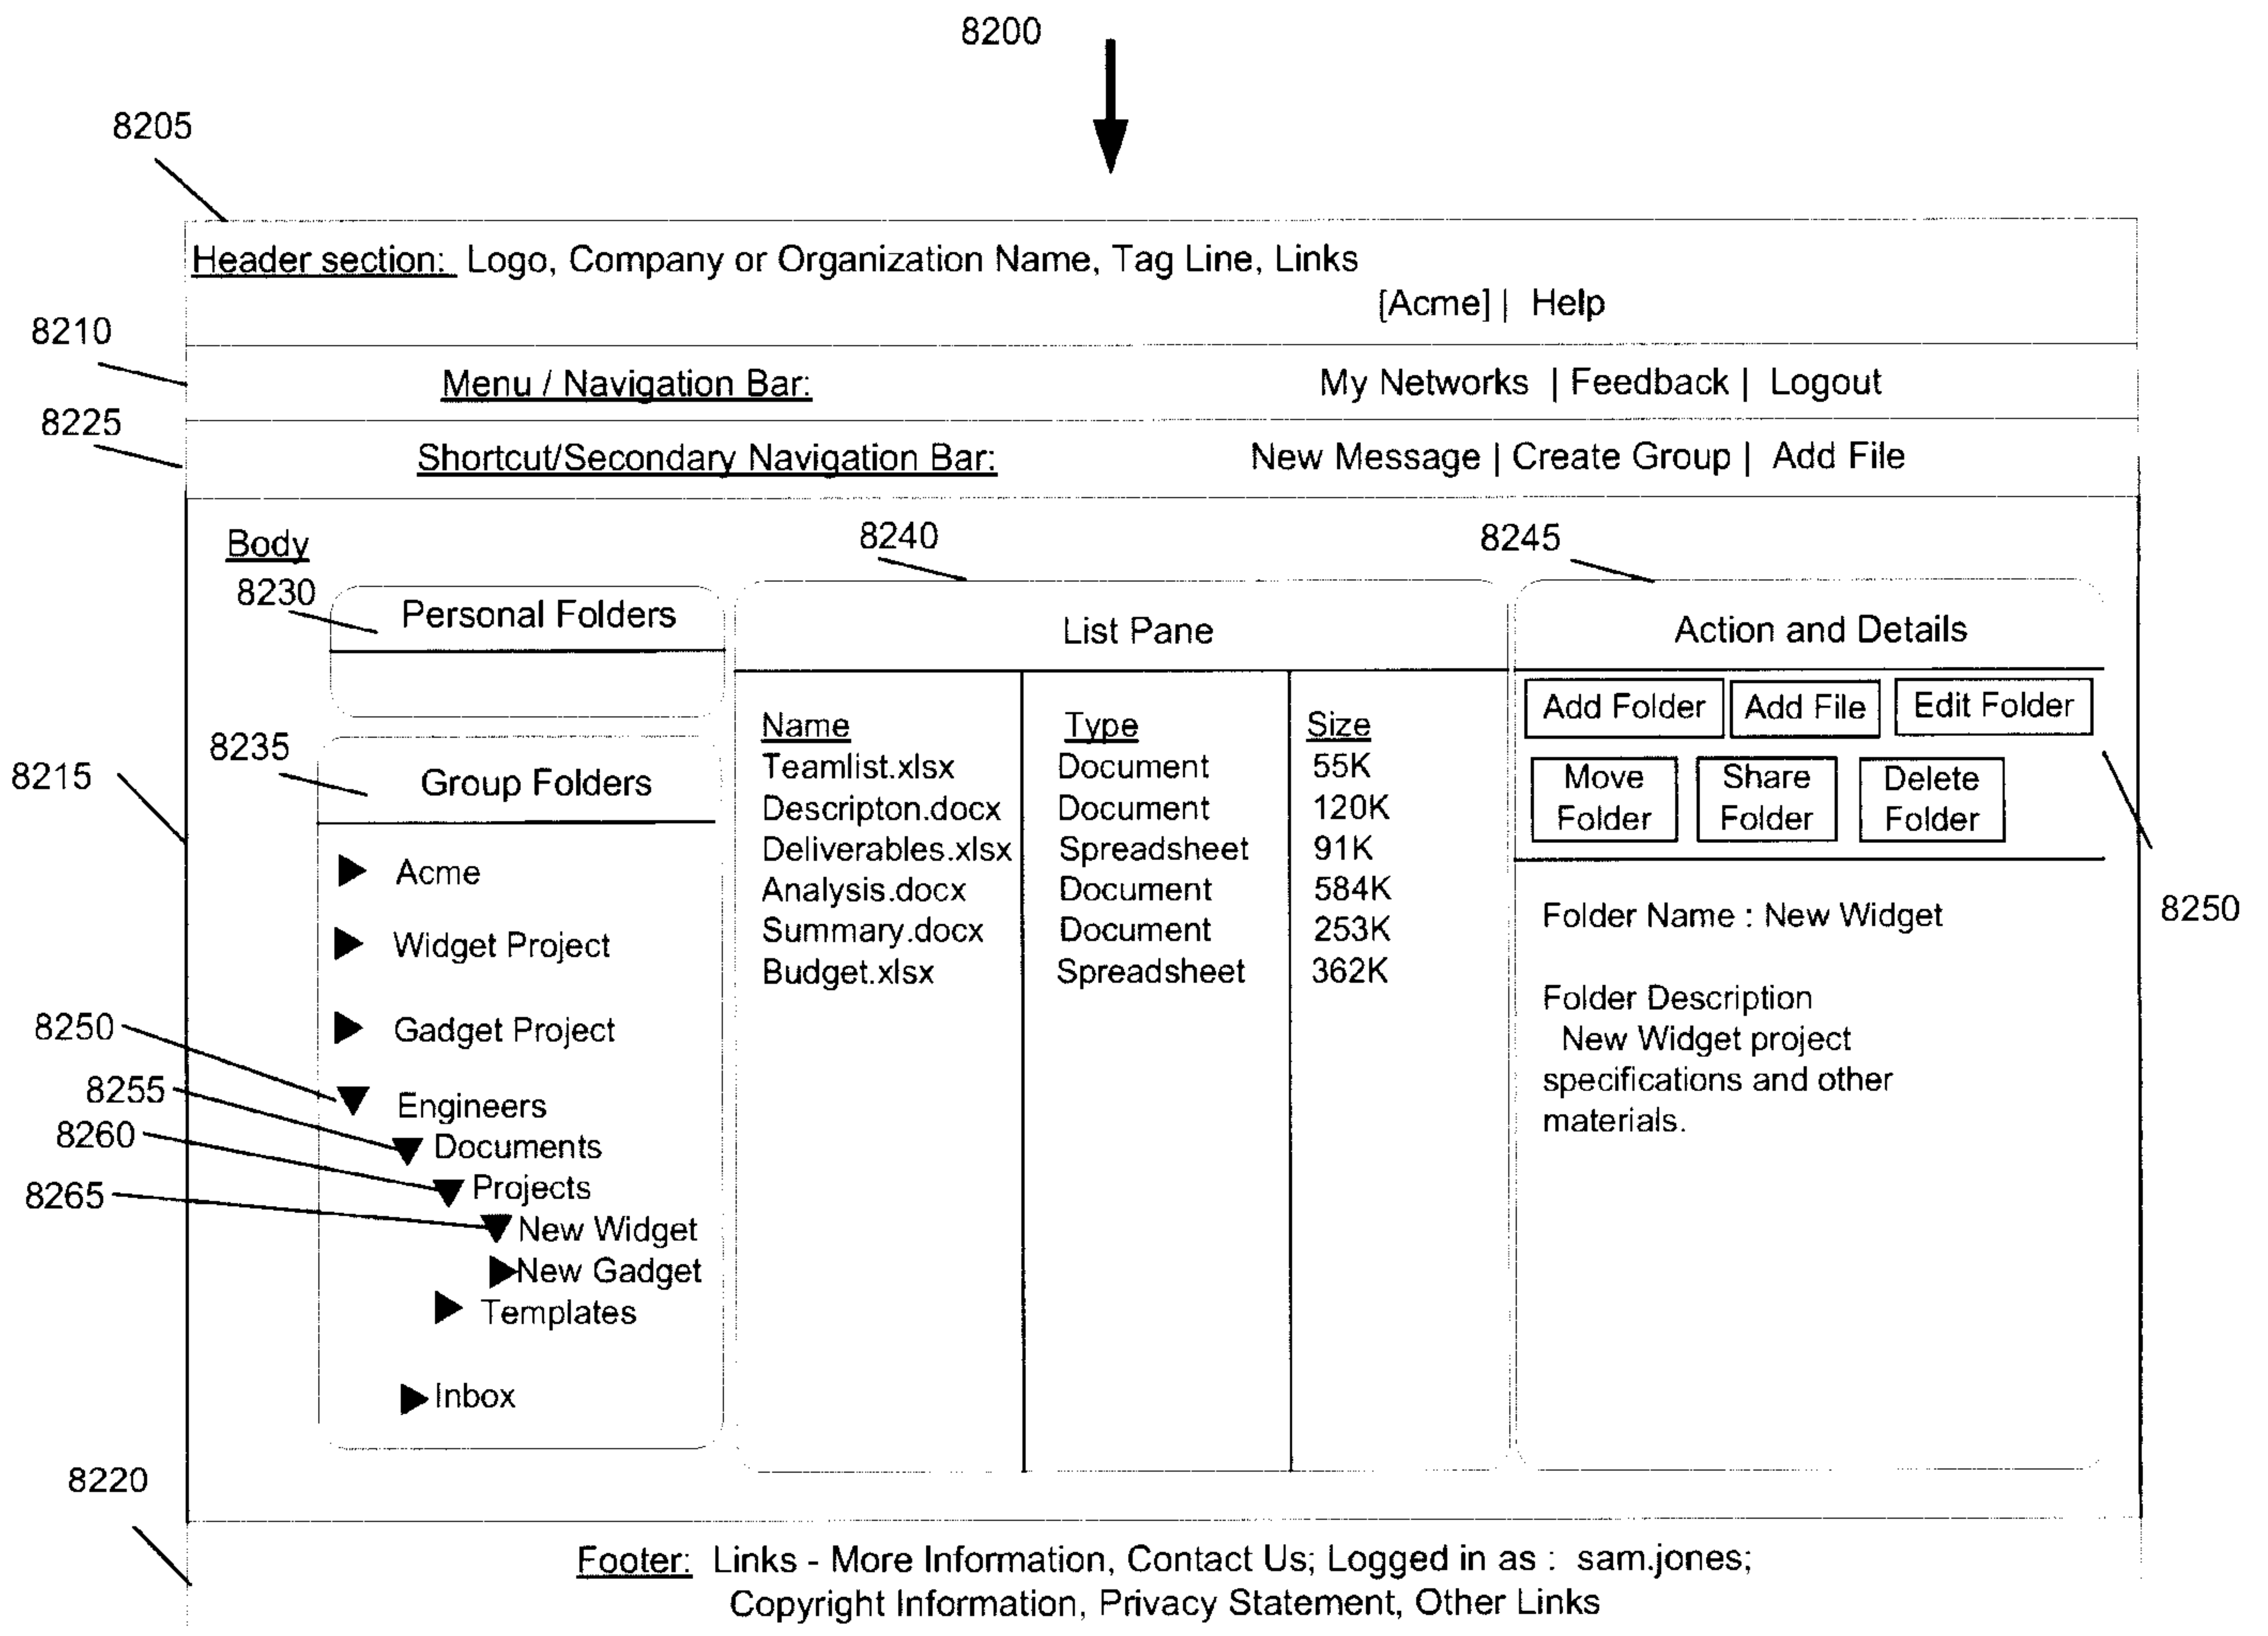 8200
8205
Header section: Logo, Company or Organization Name, Tag Line, Links
[Acme] | Help
8210
Menu / Navigation Bar: My Networks | Feedback | Logout
8225
Shortcut/Secondary Navigation Bar: New Message | Create Group | Add File
Body
8230
Personal Folders
8235
Group Folders
8215
Acme
Widget Project
Gadget Project
8250
Engineers
8255
Documents
8260
Projects
8265
New Widget
New Gadget
Templates
Inbox
8240
List Pane
Name Type Size
Teamlist.xlsx Document 55K
Descripton.docx Document 120K
Deliverables.xlsx Spreadsheet 91K
Analysis.docx Document 584K
Summary.docx Document 253K
Budget.xlsx Spreadsheet 362K
8245
Action and Details
Add Folder Add File Edit Folder
Move Folder
Share Folder
Delete Folder
8250
Folder Name : New Widget
Folder Description
New Widget project
specifications and other
materials.
8220
Footer: Links - More Information, Contact Us; Logged in as : sam.jones;
Copyright Information, Privacy Statement, Other Links